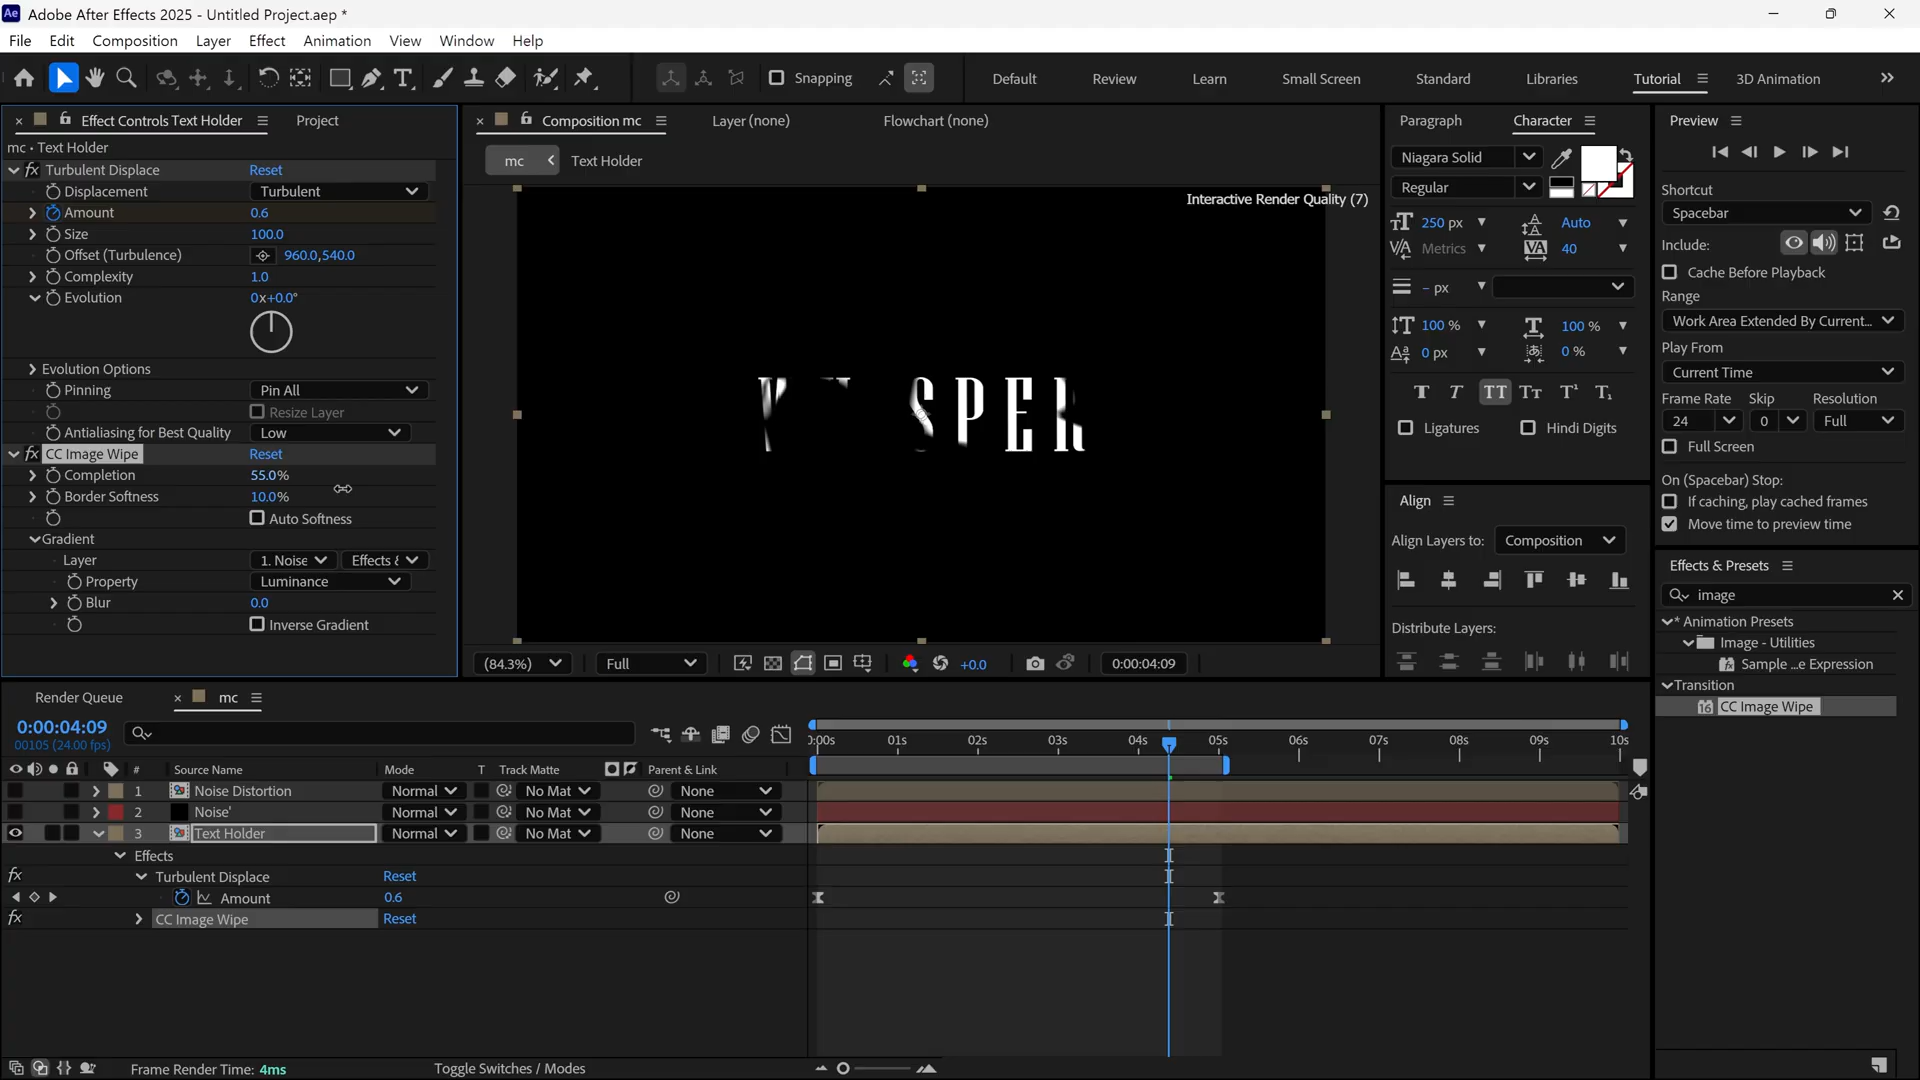 Ae Adobe After Effects 2025 - Untitled Project.aep *
File Edit Composition Layer Effect Animation View Window Help
Snapping Default Review Learn Small Screen Standard Libraries Tutorial 3D Animation
Effect Controls Text Holder Project
mc • Text Holder
Turbulent Displace Reset
Displacement Turbulent
Amount 0.6
Size 100.0
Offset (Turbulence) 960.0,540.0
Complexity 1.0
Evolution 0x+0.0°
Evolution Options
Pinning Pin All
Resize Layer
Antialiasing for Best Quality Low
CC Image Wipe Reset
Completion 55.0%
Border Softness 10.0%
Auto Softness
Gradient
Layer 1. Noise Effects &
Property Luminance
Blur 0.0
Inverse Gradient
Composition mc Layer (none) Flowchart (none)
mc Text Holder
Interactive Render Quality (7)
SPER
(84.3%) Full +0.0 0:00:04:09
Paragraph Character
Niagara Solid
Regular
250 px Auto
Metrics 40
– px
100 % 100 %
0 px 0 %
T T TT Tr T¹ T₁
Ligatures Hindi Digits
Align
Align Layers to: Composition
Distribute Layers:
Preview
Shortcut
Spacebar
Include:
Cache Before Playback
Range
Work Area Extended By Current...
Play From
Current Time
Frame Rate Skip Resolution
24 0 Full
Full Screen
On (Spacebar) Stop:
If caching, play cached frames
Move time to preview time
Effects & Presets
image
* Animation Presets
Image - Utilities
Sample ...e Expression
Transition
CC Image Wipe
Render Queue mc
0:00:04:09
00105 (24.00 fps)
):00s 01s 02s 03s 04s 05s 06s 07s 08s 09s 10s
# Source Name Mode T Track Matte Parent & Link
1 Noise Distortion Normal No Mat None
2 Noise' Normal No Mat None
3 Text Holder Normal No Mat None
Effects
fx Turbulent Displace Reset
Amount 0.6
fx CC Image Wipe Reset
Frame Render Time: 4ms Toggle Switches / Modes